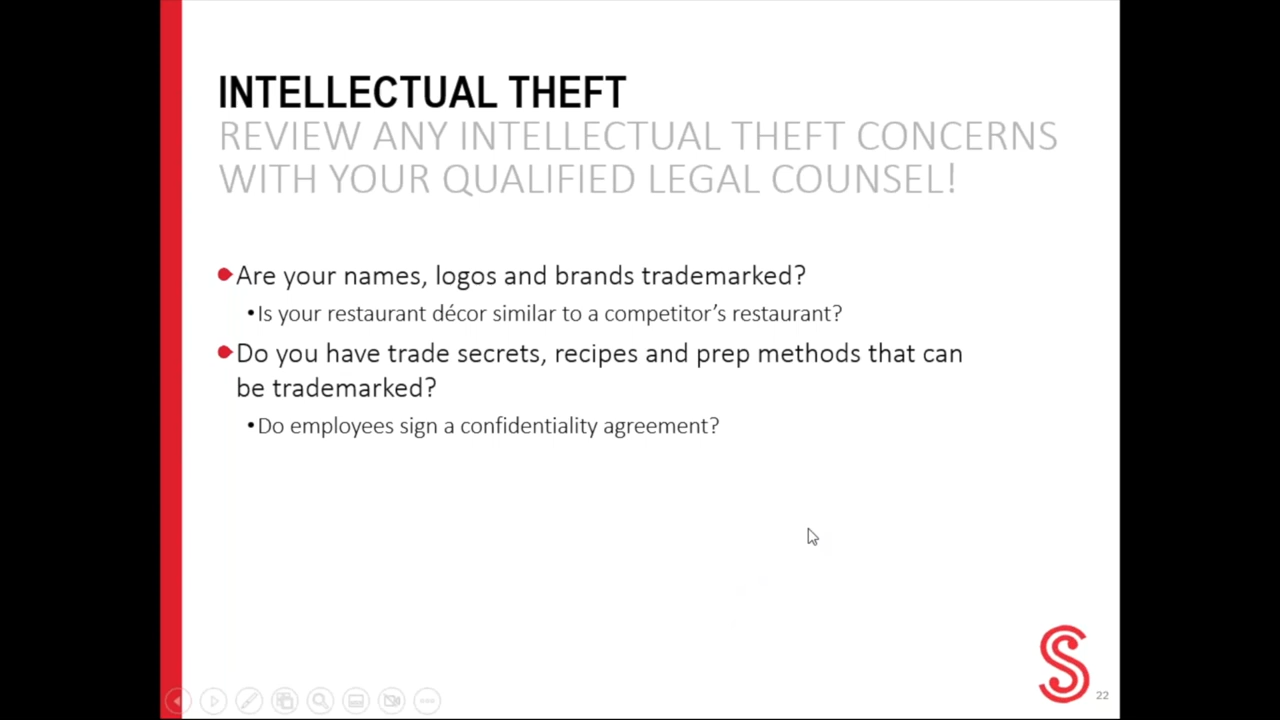 INTELLECTUAL THEFT
REVIEW ANY INTELLECTUAL THEFT CONCERNS
WITH YOUR QUALIFIED LEGAL COUNSEL!
Are your names, logos and brands trademarked?
•Is your restaurant décor similar to a competitor’s restaurant?
Do you have trade secrets, recipes and prep methods that can
be trademarked?
•Do employees sign a confidentiality agreement?
S
22